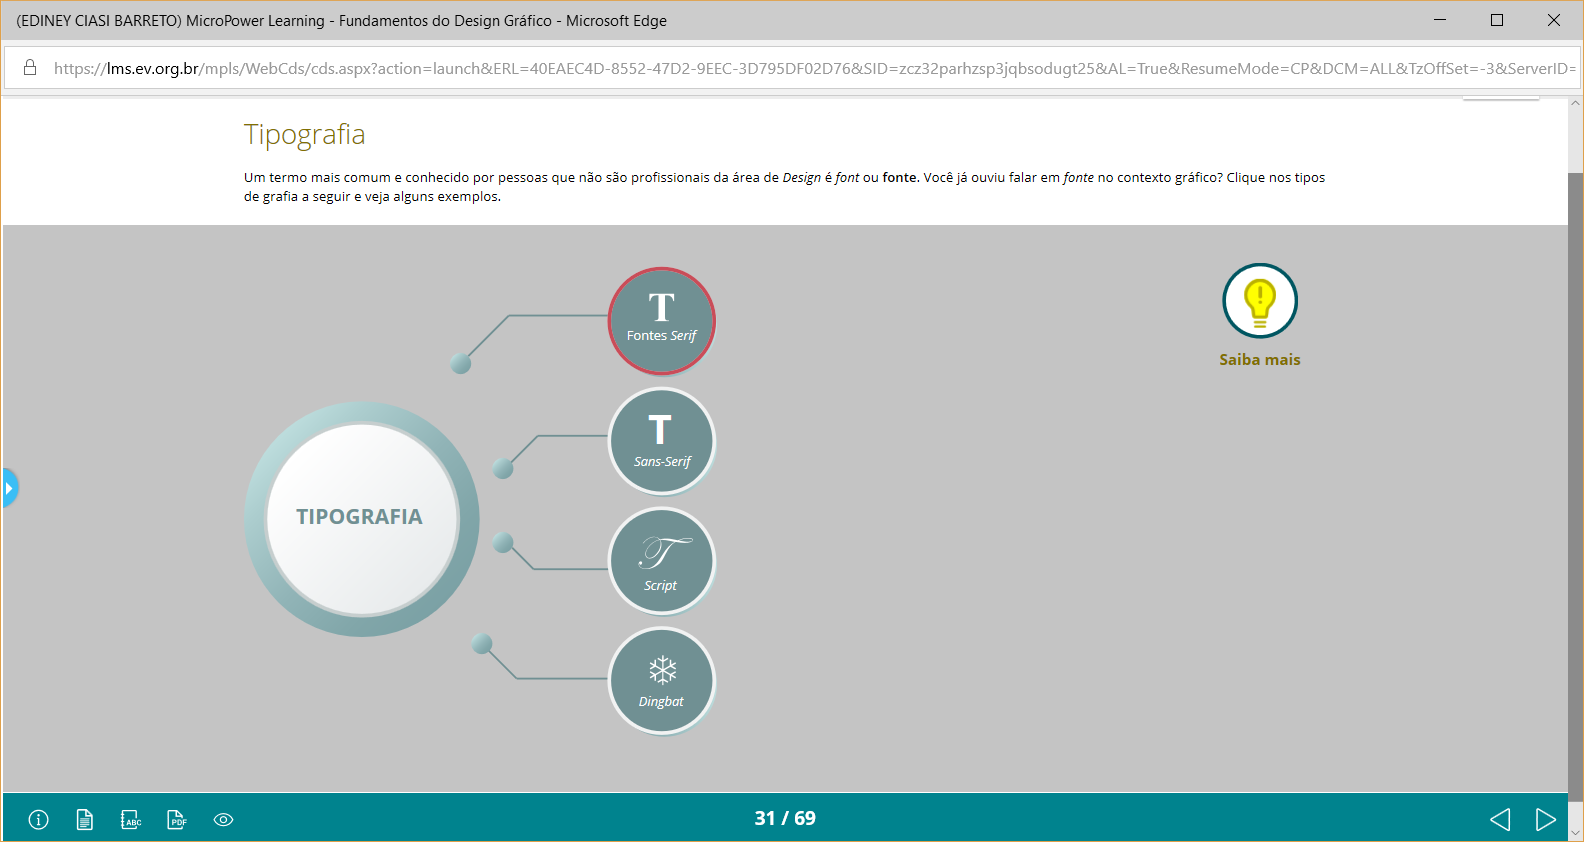 (EDINEY CIASI BARRETO) MicroPower Learning - Fundamentos do Design Gráfico - Microsoft Edge
https://lms.ev.org.br/mpls/WebCds/cds.aspx?action=launch&ERL=40EAEC4D-8552-47D2-9EEC-3D795DF02D76&SID=zcz32parhzsp3jqbsodugt25&AL=True&ResumeMode=CP&DCM=ALL&TzOffSet=-3&ServerID=
Tipografia
Um termo mais comum e conhecido por pessoas que não são profissionais da área de Design é font ou fonte. Você já ouviu falar em fonte no contexto gráfico? Clique nos tipos
de grafia a seguir e veja alguns exemplos.
T
Fontes Serif
Saiba mais
T
Sans-Serif
TIPOGRAFIA
T
Script
Dingbat
ABC
PDF
31 / 69